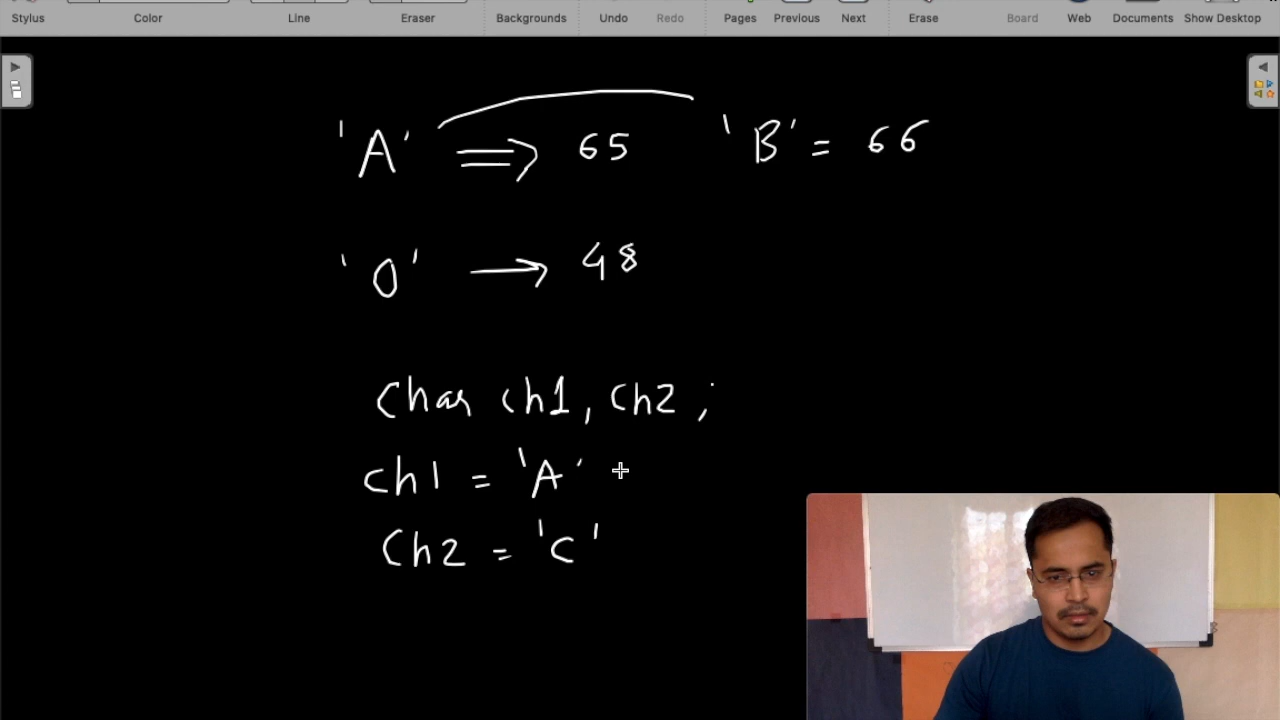 Stylus Color Line Eraser Backgrounds Undo Redo Pages Previous Next Erase Board Web Documents Show Desktop
'A' ⇒ 65 'B' = 66
'0' → 48
Char ch1, ch2 ;
ch1 = 'A'
Ch2 = 'C'